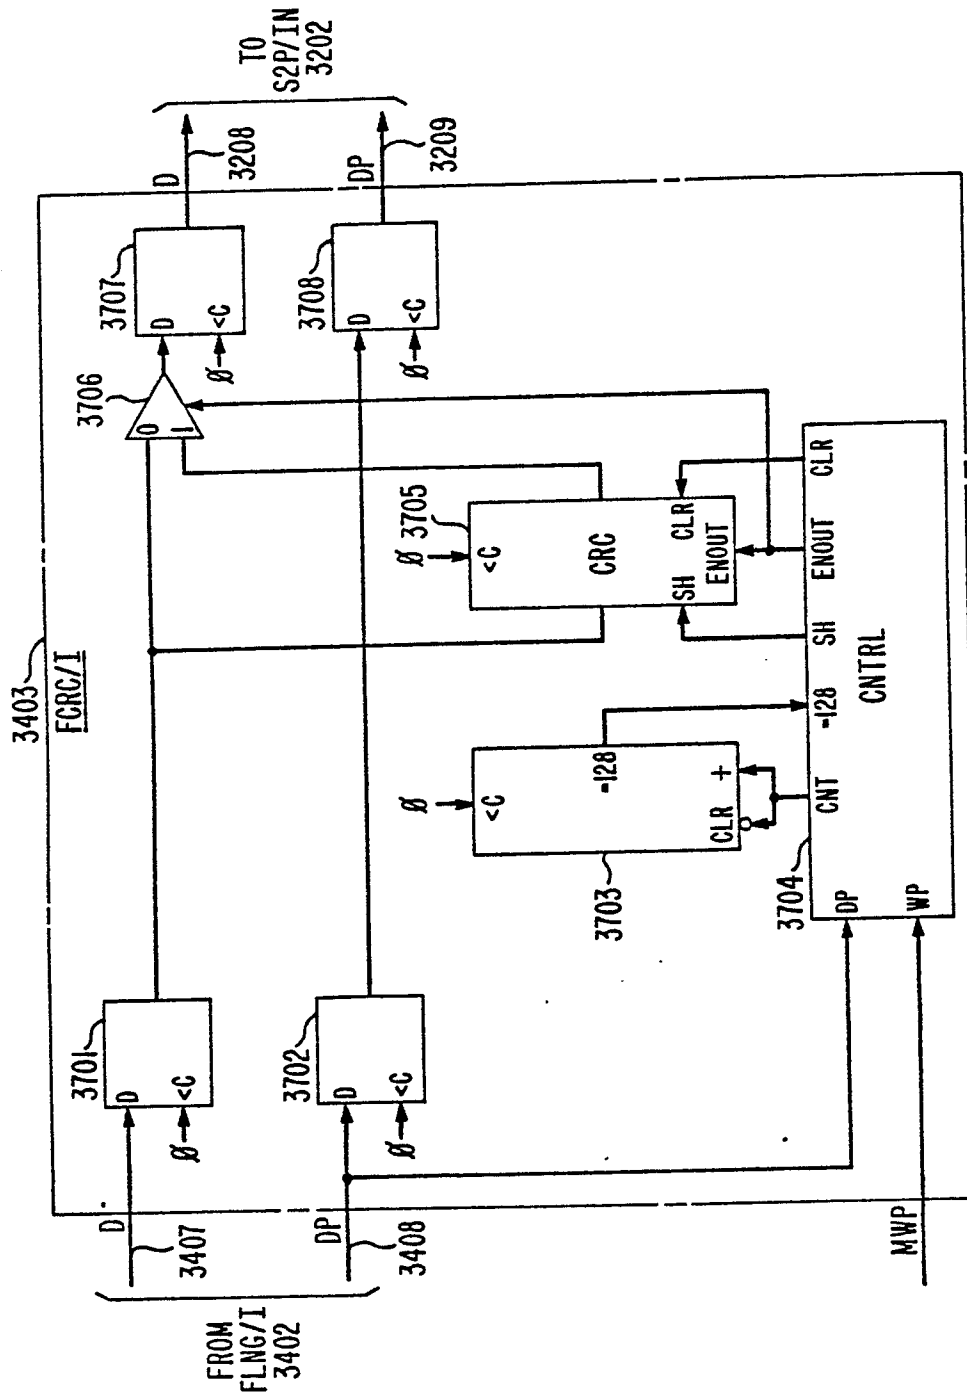 3403
FCRC/I
FROM
FLNG/I
3402
D
3407
DP
3408
MWP
3701
D
<C
Ø
3702
D
<C
Ø
3703
Ø
<C
=128
CLR
+
3704
DP
WP
CNT
=128
SH
ENOUT
CLR
CNTRL
3705
Ø
<C
CRC
SH
CLR
ENOUT
3706
0
1
3707
D
<C
Ø
3708
D
<C
Ø
D
3208
DP
3209
TO
S2P/IN
3202